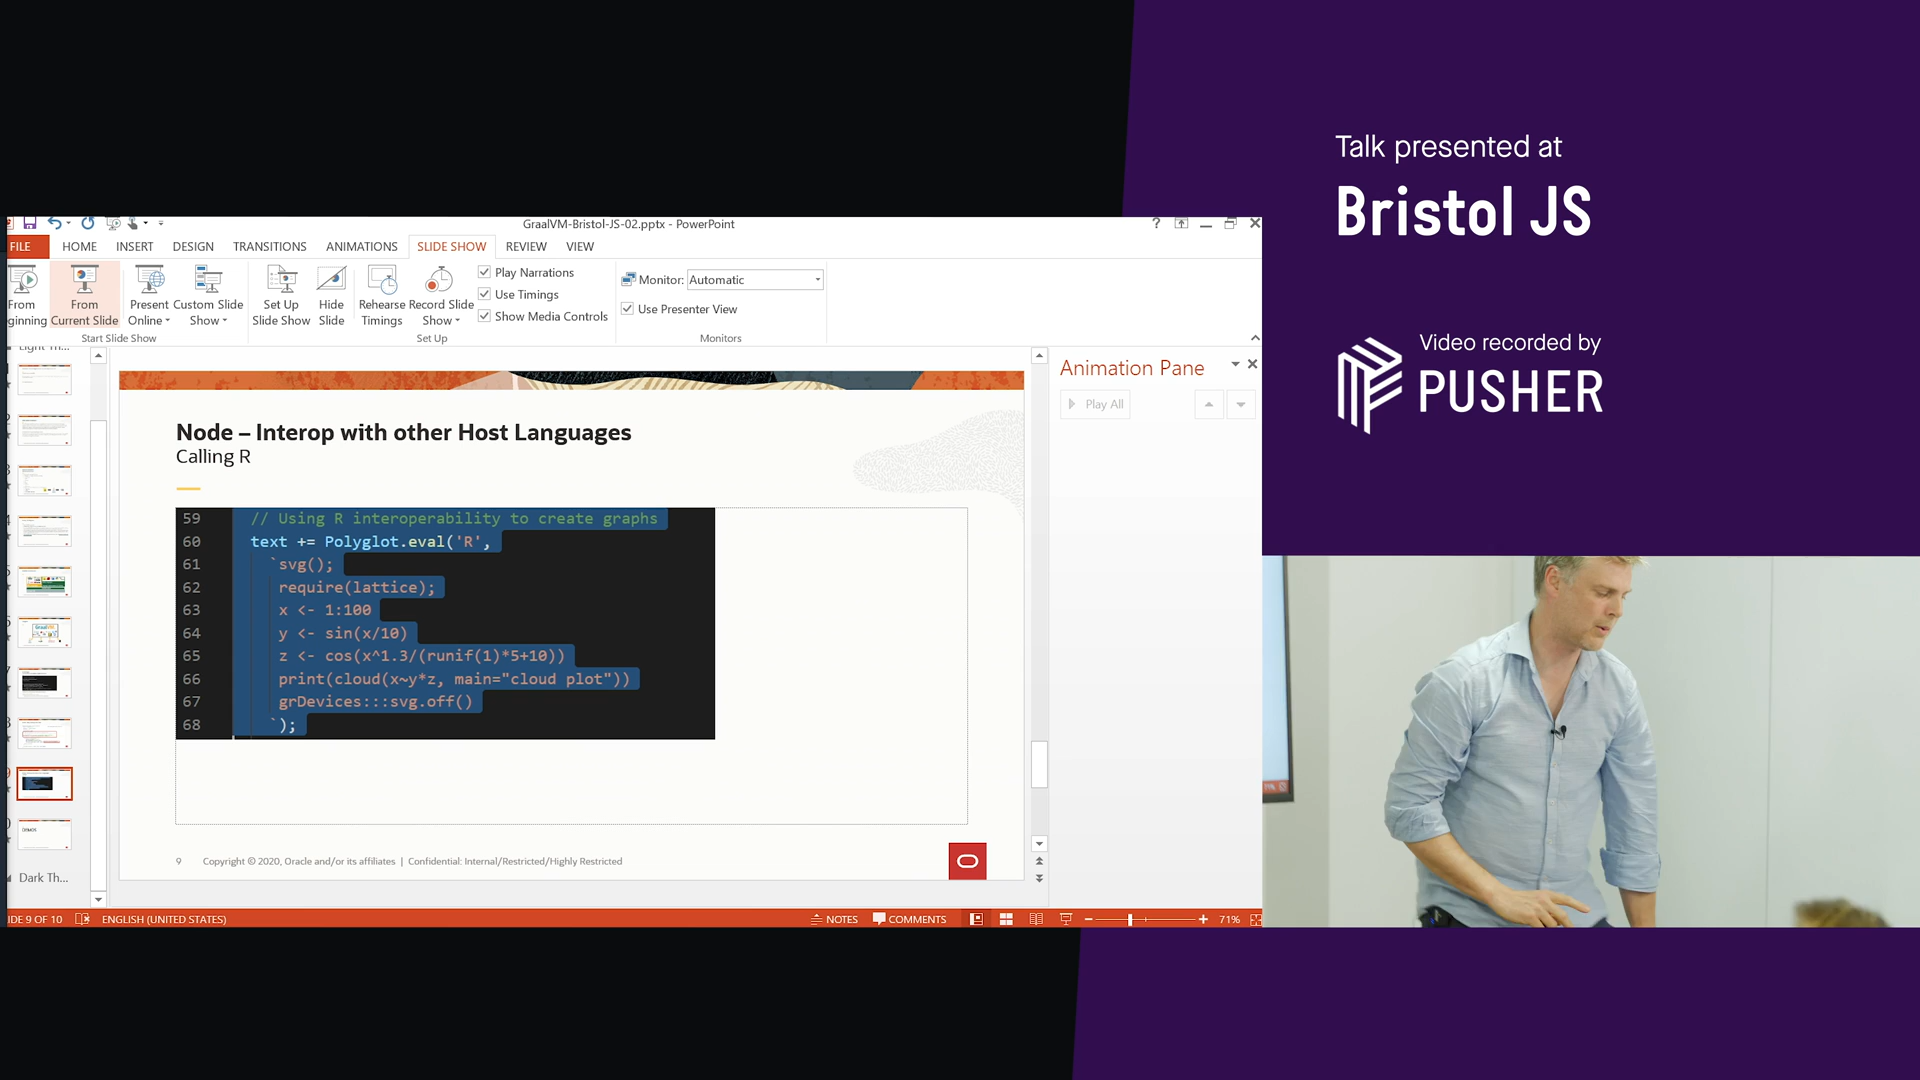 GraalVM-Bristol-JS-02.pptx - PowerPoint
?
FILE
HOME
INSERT
DESIGN
TRANSITIONS
ANIMATIONS
SLIDE SHOW
REVIEW
VIEW
From
ginning
From
Current Slide
Present
Online
Custom Slide
Show
Start Slide Show
Set Up
Slide Show
Hide
Slide
Rehearse
Timings
Record Slide
Show
Play Narrations
Use Timings
Show Media Controls
Set Up
Monitor: Automatic
Use Presenter View
Monitors
Light Th...
Dark Th...
Node – Interop with other Host Languages
Calling R
59 // Using R interoperability to create graphs
60 text += Polyglot.eval('R',
61 `svg();
62 require(lattice);
63 x <- 1:100
64 y <- sin(x/10)
65 z <- cos(x^1.3/(runif(1)*5+10))
66 print(cloud(x~y*z, main="cloud plot"))
67 grDevices:::svg.off()
68 `);
9 Copyright © 2020, Oracle and/or its affiliates | Confidential: Internal/Restricted/Highly Restricted
Animation Pane
Play All
IDE 9 OF 10
ENGLISH (UNITED STATES)
NOTES
COMMENTS
71%
Talk presented at
Bristol JS
Video recorded by
PUSHER